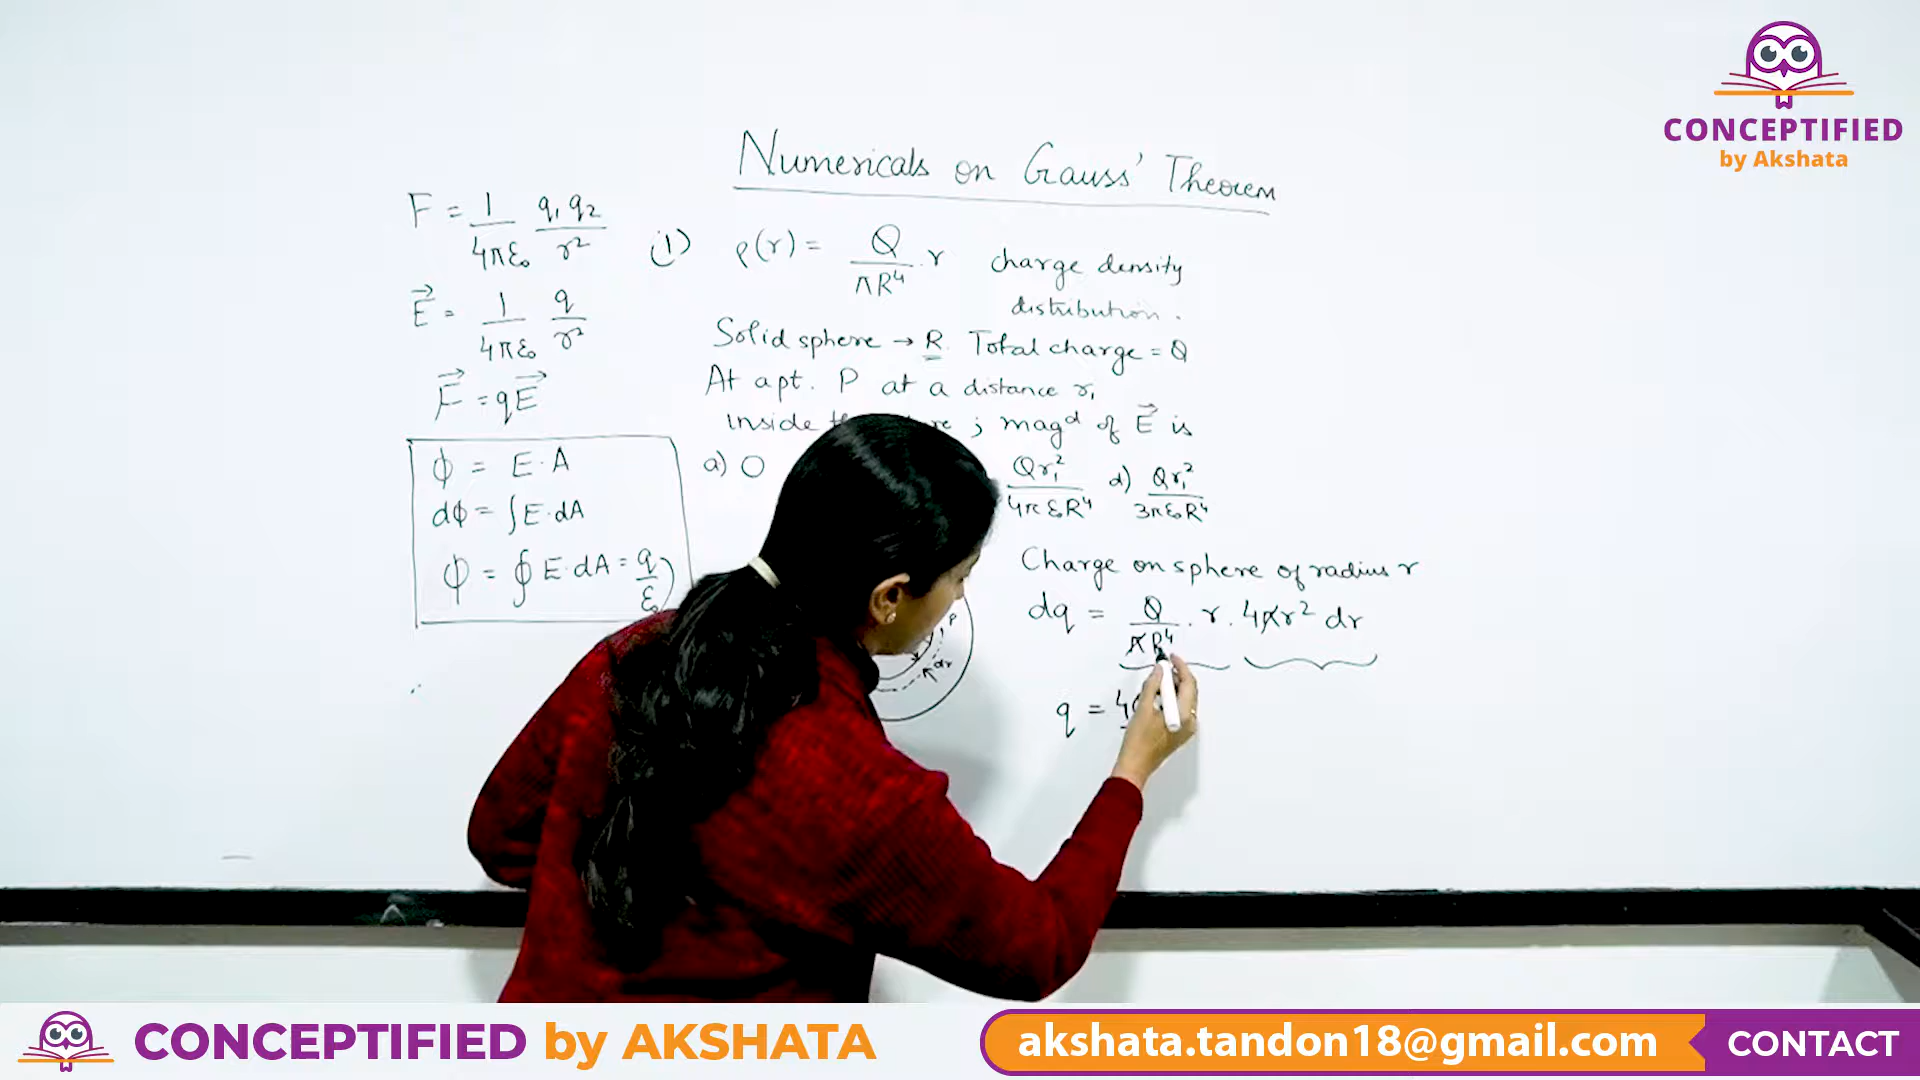 CONCEPTIFIED
by Akshata
Numericals on Gauss' Theorem
F = 1/4πε₀ q₁q₂/r²
E⃗ = 1/4πε₀ q/r²
F⃗ = qE⃗
ϕ = E·A
dϕ = ∫E·dA
ϕ = ∮E·dA = q/ε₀
(1) ρ(r) = Q/πR⁴ · r charge density
distribution.
Solid sphere → R. Total charge = Q
At a pt. P at a distance r₁
inside ; magᵈ of E⃗ is
a) 0 Qr₁²/4πε₀R⁴ d) Qr₁²/3πε₀R⁴
P
dr
Charge on sphere of radius r
dq = Q/πR⁴ · r · 4πr² dr
q = 4
CONCEPTIFIED by AKSHATA
akshata.tandon18@gmail.com
CONTACT